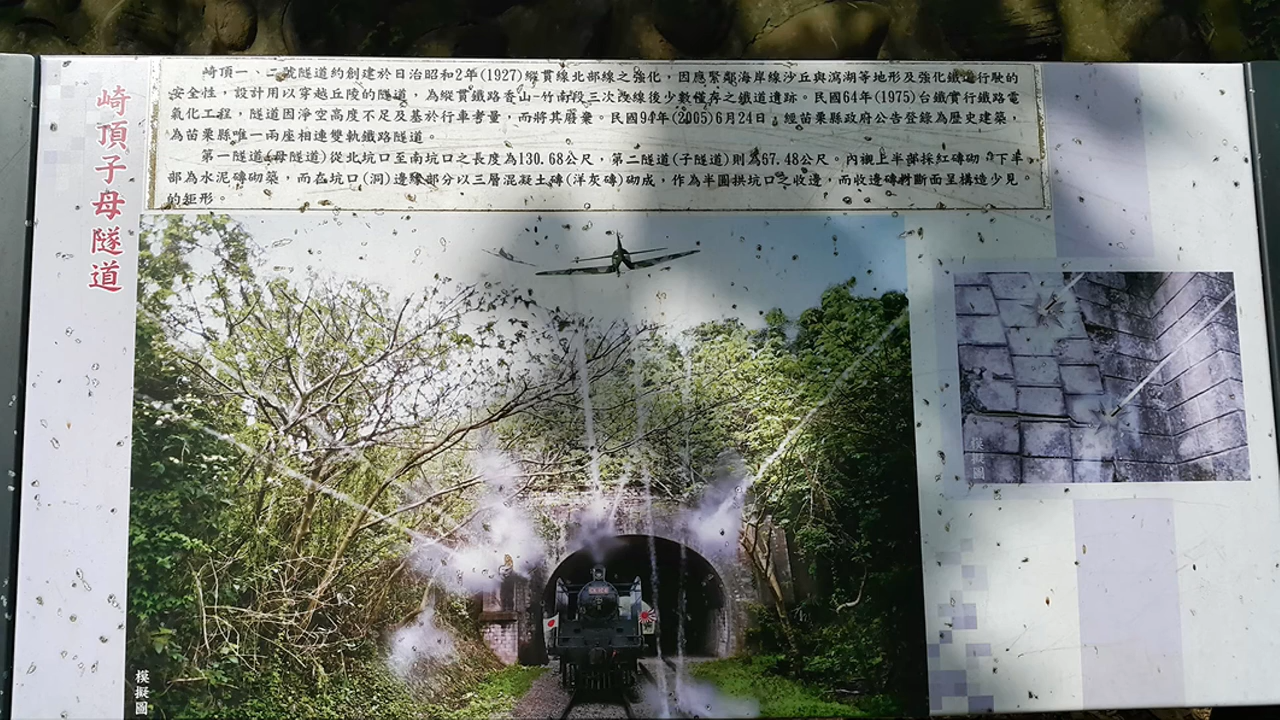 崎頂子母隧道
崎頂一、二號隧道約創建於日治昭和2年(1927)縱貫線北部線之強化，因應緊鄰海岸線沙丘與瀉湖等地形及強化鐵道行駛的
安全性，設計用以穿越丘陵的隧道，為縱貫鐵路香山-竹南段三次改線後少數僅存之鐵道遺跡。民國64年(1975)台鐵實行鐵路電
氣化工程，隧道因淨空高度不足及基於行車考量，而將其廢棄。民國94年(2005)6月24日，經苗栗縣政府公告登錄為歷史建築，
為苗栗縣唯一兩座相連雙軌鐵路隧道。
第一隧道(母隧道)從北坑口至南坑口之長度為130.68公尺，第二隧道(子隧道)則為67.48公尺。內襯上半部採紅磚砌，下半
部為水泥磚砌築，而在坑口(洞)邊緣部分以三層混凝土磚(洋灰磚)砌成，作為半圓拱坑口之收邊，而收邊磚材斷面呈構造少見
的矩形。
模擬圖
模擬圖